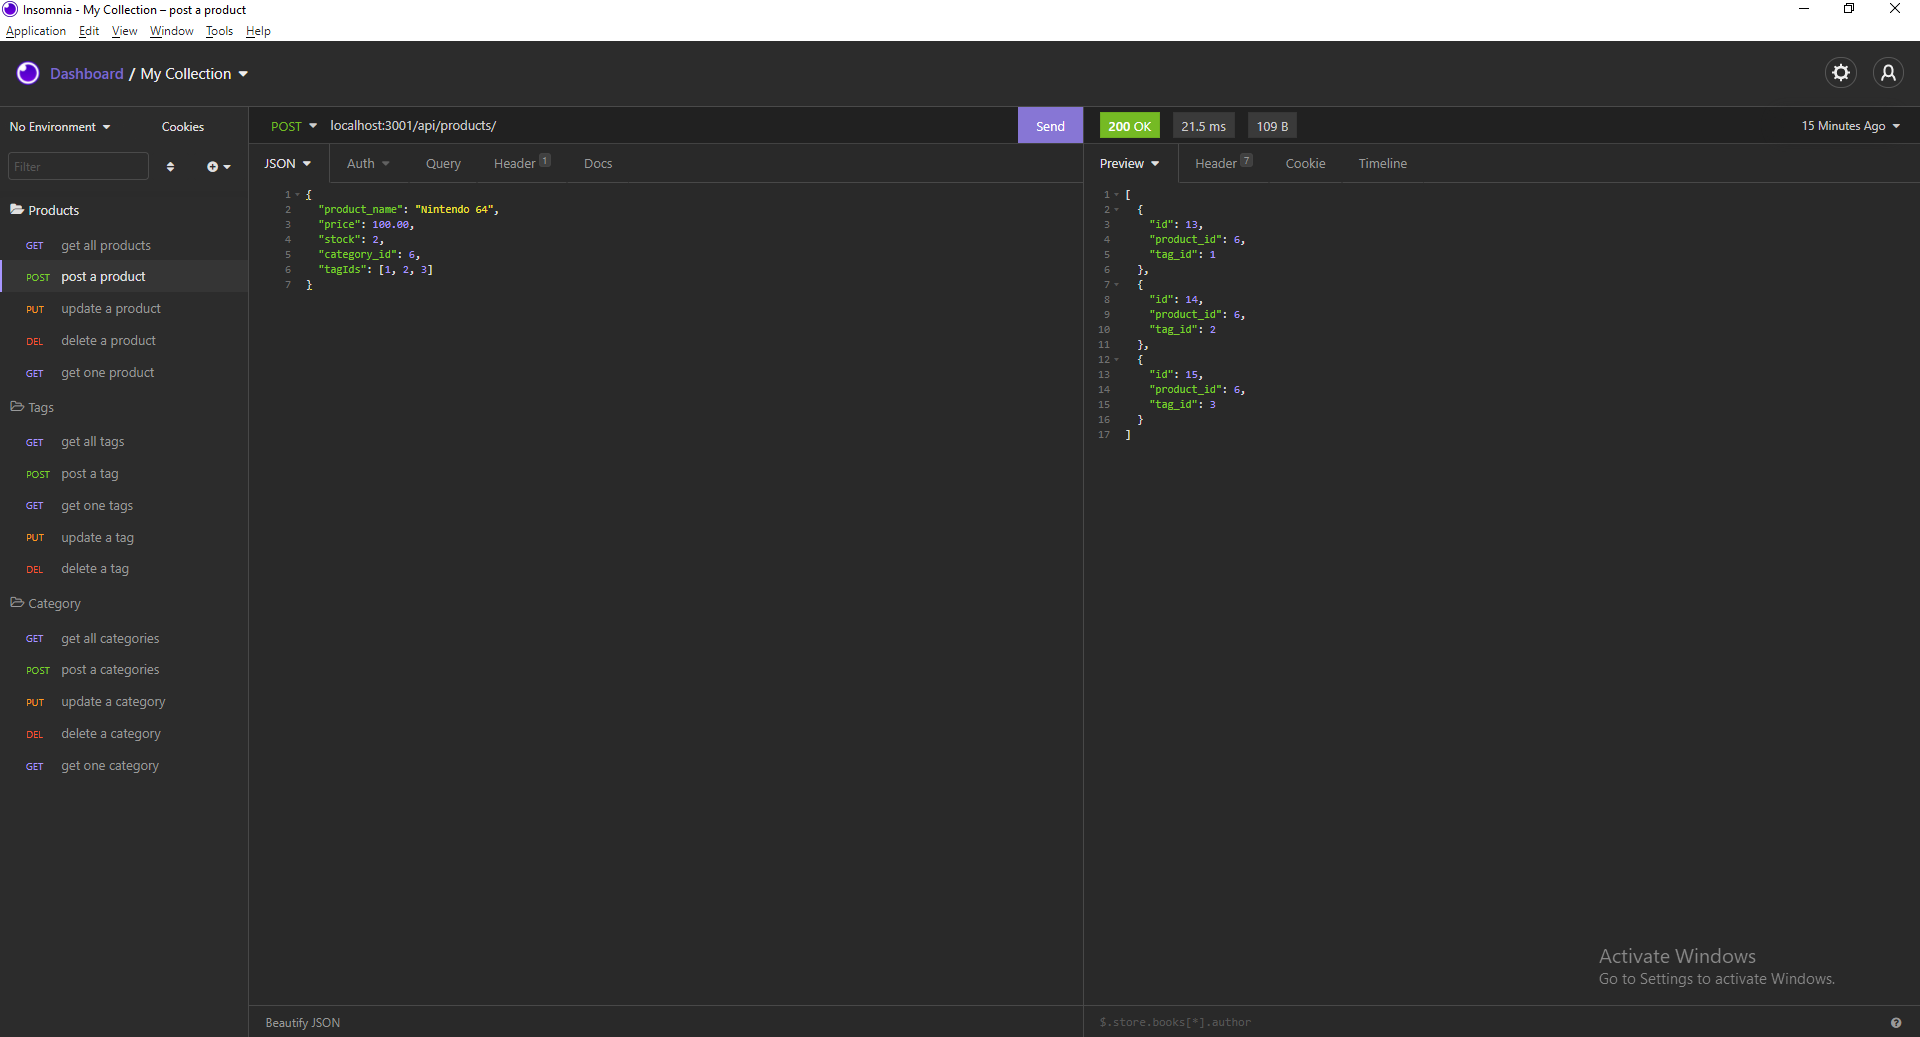 Insomnia - My Collection – post a product
Application Edit View Window Tools Help
Dashboard / My Collection
No Environment Cookies
Filter
Products
GET get all products
POST post a product
PUT update a product
DEL delete a product
GET get one product
Tags
GET get all tags
POST post a tag
GET get one tags
PUT update a tag
DEL delete a tag
Category
GET get all categories
POST post a categories
PUT update a category
DEL delete a category
GET get one category
POST localhost:3001/api/products/ Send
JSON Auth Query Header 1 Docs
1 {
2 "product_name": "Nintendo 64",
3 "price": 100.00,
4 "stock": 2,
5 "category_id": 6,
6 "tagIds": [1, 2, 3]
7 }
Beautify JSON
200 OK 21.5 ms 109 B 15 Minutes Ago
Preview Header 7 Cookie Timeline
1 [
2 {
3 "id": 13,
4 "product_id": 6,
5 "tag_id": 1
6 },
7 {
8 "id": 14,
9 "product_id": 6,
10 "tag_id": 2
11 },
12 {
13 "id": 15,
14 "product_id": 6,
15 "tag_id": 3
16 }
17 ]
Activate Windows
Go to Settings to activate Windows.
$.store.books[*].author